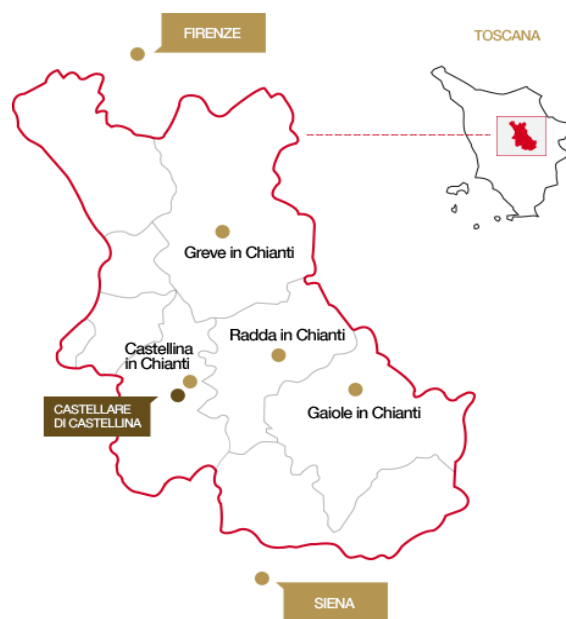 FIRENZE
TOSCANA
Greve in Chianti
Radda in Chianti
Castellina
in Chianti
Gaiole in Chianti
CASTELLARE
DI CASTELLINA
SIENA